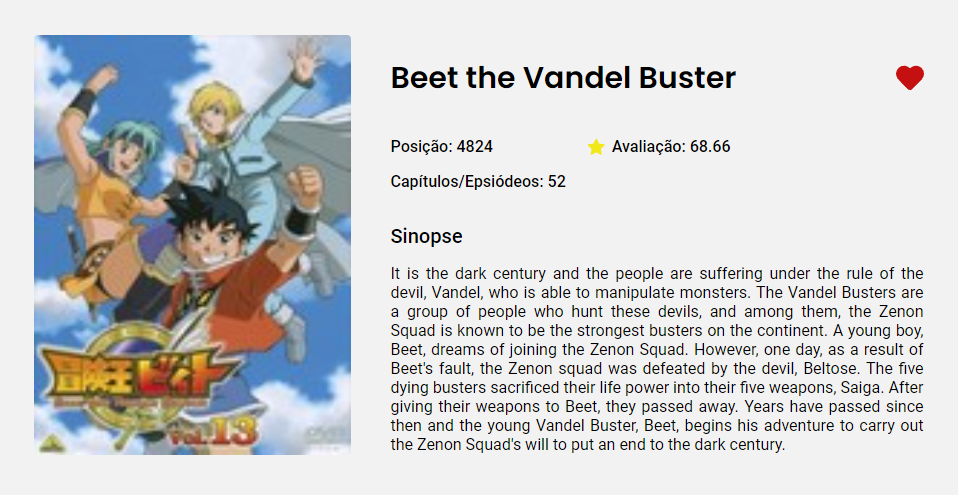 Beet the Vandel Buster
Posição: 4824
Avaliação: 68.66
Capítulos/Epsiódeos: 52
Sinopse
It is the dark century and the people are suffering under the rule of the
devil, Vandel, who is able to manipulate monsters. The Vandel Busters are
a group of people who hunt these devils, and among them, the Zenon
Squad is known to be the strongest busters on the continent. A young boy,
Beet, dreams of joining the Zenon Squad. However, one day, as a result of
Beet's fault, the Zenon squad was defeated by the devil, Beltose. The five
dying busters sacrificed their life power into their five weapons, Saiga. After
giving their weapons to Beet, they passed away. Years have passed since
then and the young Vandel Buster, Beet, begins his adventure to carry out
the Zenon Squad's will to put an end to the dark century.
冒険王ビィト
Vol.13